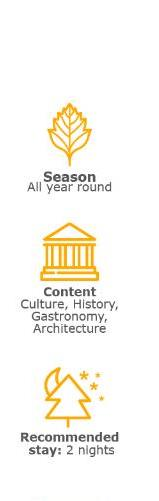 Season
All year round
Content
Culture, History,
Gastronomy,
Architecture
Recommended
stay: 2 nights